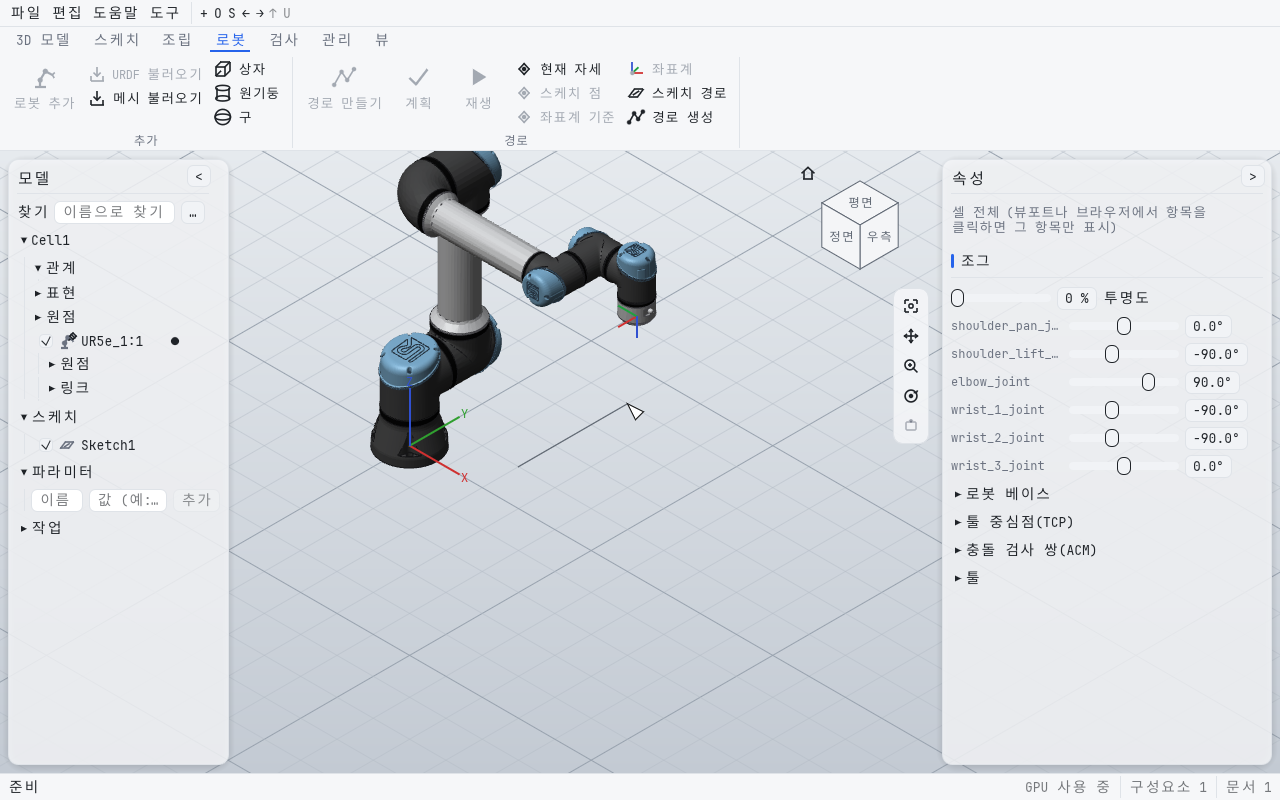 파일 편집 도움말 도구 + O S ← → ↑ U
3D 모델 스케치 조립 로봇 검사 관리 뷰
로봇 추가
URDF 불러오기
메시 불러오기
상자
원기둥
구
추가
경로 만들기
계획
재생
현재 자세
스케치 점
좌표계 기준
좌표계
스케치 경로
경로 생성
경로
모델 <
찾기 이름으로 찾기 …
▾ Cell1
▾ 관계
▸ 표현
▸ 원점
✓ UR5e_1:1 ●
▸ 원점
▸ 링크
▾ 스케치
✓ Sketch1
▾ 파라미터
이름 값 (예:… 추가
▸ 작업
Y
X
평면
정면 우측
속성 >
셀 전체 (뷰포트나 브라우저에서 항목을
클릭하면 그 항목만 표시)
조그
0 % 투명도
shoulder_pan_j… 0.0°
shoulder_lift_… -90.0°
elbow_joint 90.0°
wrist_1_joint -90.0°
wrist_2_joint -90.0°
wrist_3_joint 0.0°
▸ 로봇 베이스
▸ 툴 중심점(TCP)
▸ 충돌 검사 쌍(ACM)
▸ 툴
준비 GPU 사용 중 구성요소 1 문서 1